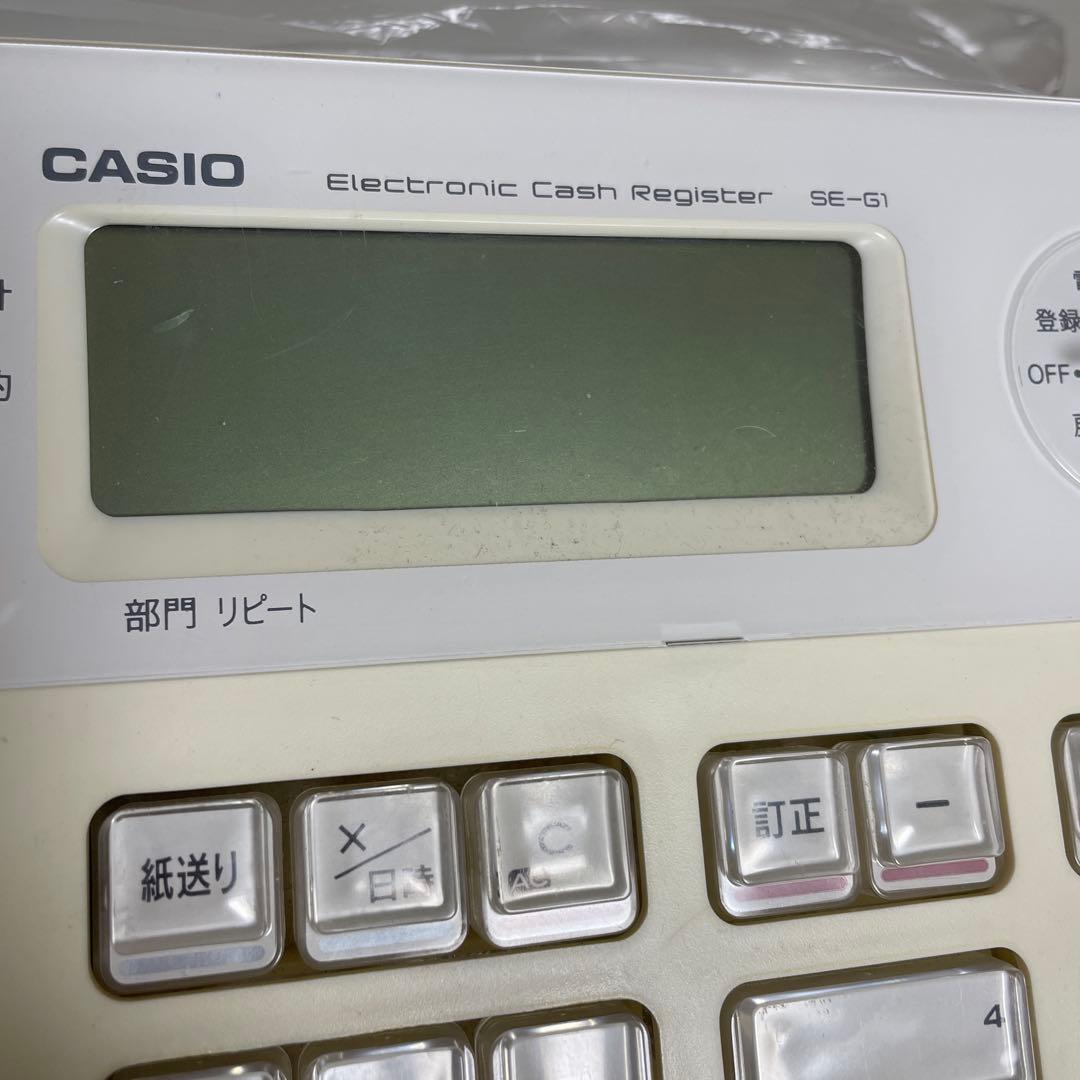 CASIO
Electronic Cash Register SE-G1
登録
OFF
部門 リピート
紙送り
×/日時
C
AC
訂正
−
4